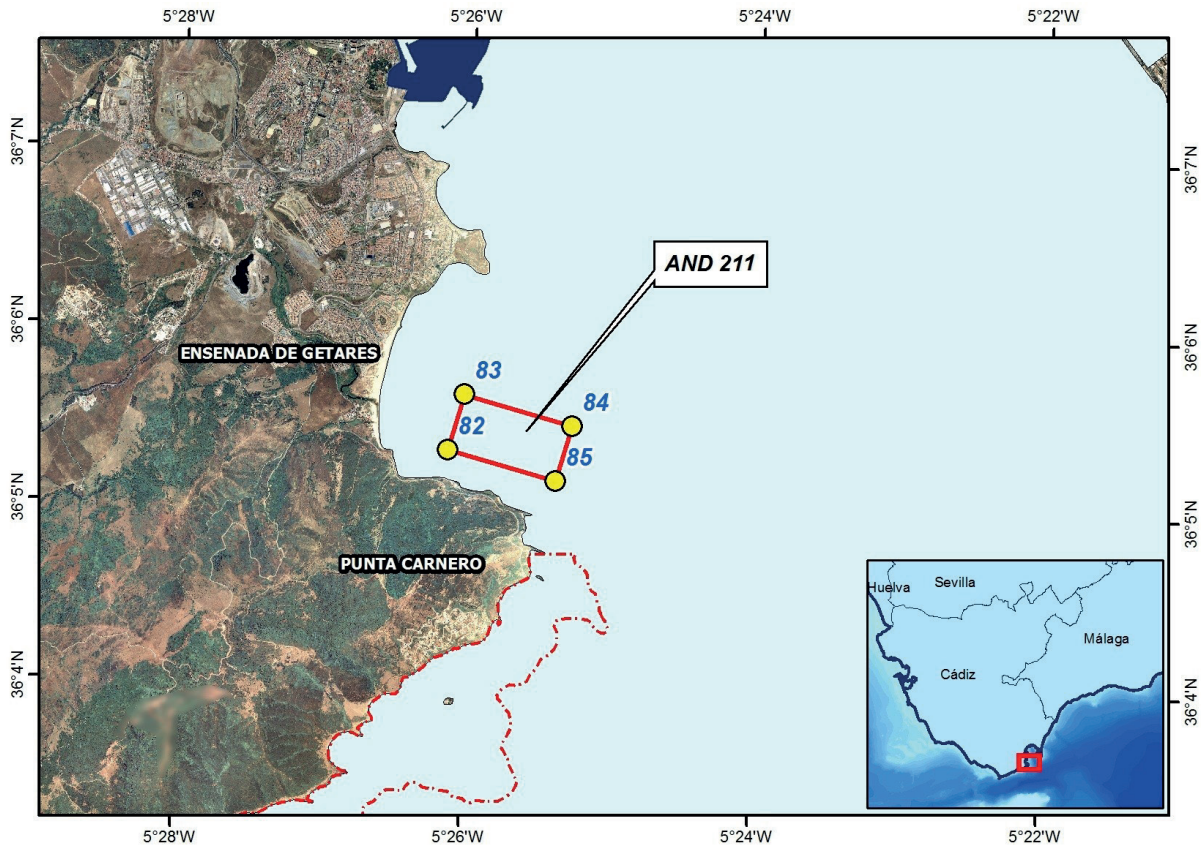 5°28'W
5°26'W
5°24'W
5°22'W
36°7'N
36°7'N
AND 211
36°6'N
36°6'N
ENSENADA DE GETARES
83
84
82
85
36°5'N
36°5'N
PUNTA CARNERO
Huelva
Sevilla
Málaga
Cádiz
36°4'N
36°4'N
5°28'W
5°26'W
5°24'W
5°22'W